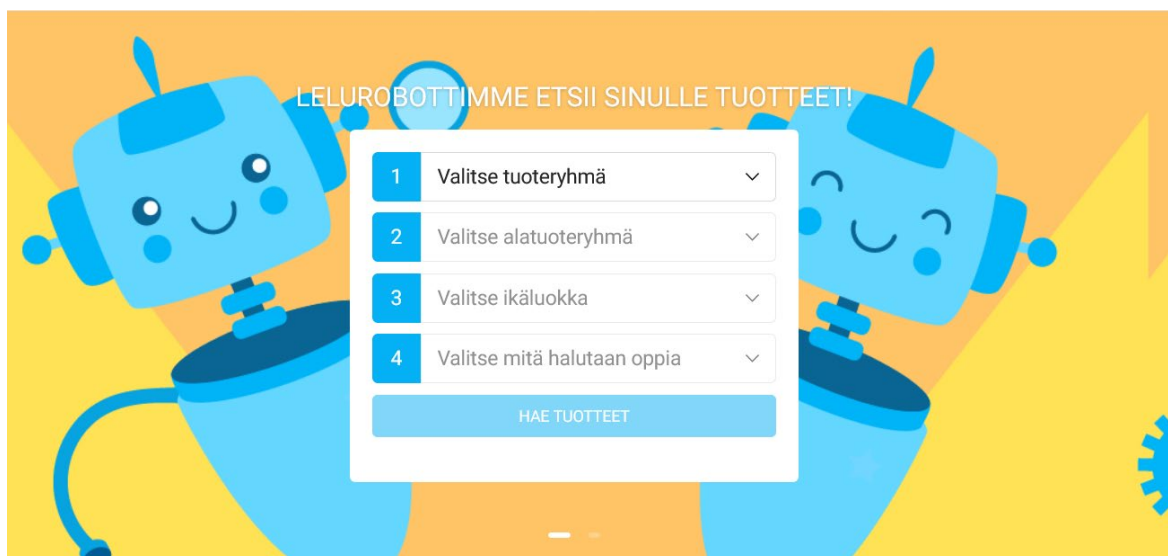 LELUROBOTTIMME ETSII SINULLE TUOTTEET!
1 Valitse tuoteryhmä
2 Valitse alatuoteryhmä
3 Valitse ikäluokka
4 Valitse mitä halutaan oppia
HAE TUOTTEET